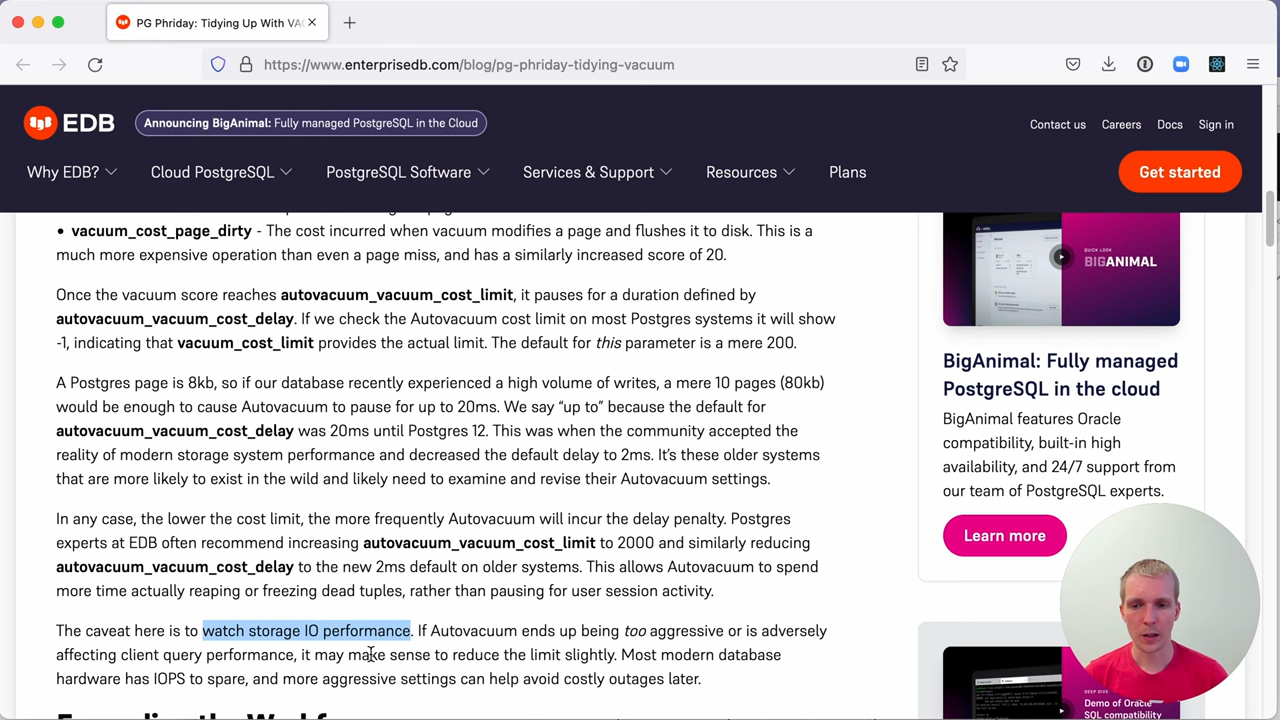 PG Phriday: Tidying Up With VAC
https://www.enterprisedb.com/blog/pg-phriday-tidying-vacuum
EDB
Announcing BigAnimal: Fully managed PostgreSQL in the Cloud
Contact us
Careers
Docs
Sign in
Why EDB?
Cloud PostgreSQL
PostgreSQL Software
Services & Support
Resources
Plans
Get started
• vacuum_cost_page_dirty - The cost incurred when vacuum modifies a page and flushes it to disk. This is a
much more expensive operation than even a page miss, so it has a heavily increased score of 20.
Once the vacuum score reaches autovacuum_vacuum_cost_limit, it pauses for a duration defined by
autovacuum_vacuum_cost_delay. If we check the Autovacuum cost limit on most Postgres systems it will show
-1, indicating that vacuum_cost_limit provides the actual limit. The default for this parameter is a mere 200.
A Postgres page is 8kb, so if our database recently experienced a high volume of writes, a mere 10 pages (80kb)
would be enough to cause Autovacuum to pause for up to 20ms. We say “up to” because the default for
autovacuum_vacuum_cost_delay was 20ms until Postgres 12. This was when the community accepted the
reality of modern storage system performance and decreased the default delay to 2ms. It’s these older systems
that are more likely to exist in the wild, and likely need to examine and revise their Autovacuum settings.
In any case, the lower the cost limit, the more frequently Autovacuum will incur the delay penalty. Postgres
experts at EDB often recommend increasing autovacuum_vacuum_cost_limit to 2000 and similarly reducing
autovacuum_vacuum_cost_delay to the new 2ms default on older systems. This allows Autovacuum to spend
more time actually reaping or freezing dead tuples, rather than pausing for user session activity.
The caveat here is to watch storage IO performance. If Autovacuum ends up being too aggressive or is adversely
affecting client query performance, it may make sense to reduce the limit slightly. Most modern database
hardware has IOPS to spare, and more aggressive settings can help avoid costly outages later.
QUICK LOOK
BIGANIMAL
BigAnimal: Fully managed
PostgreSQL in the cloud
BigAnimal features Oracle
compatibility, built-in high
availability, and 24/7 support from
our team of PostgreSQL experts.
Learn more
DEEP DIVE
Demo of Oracle
SQL compatibility